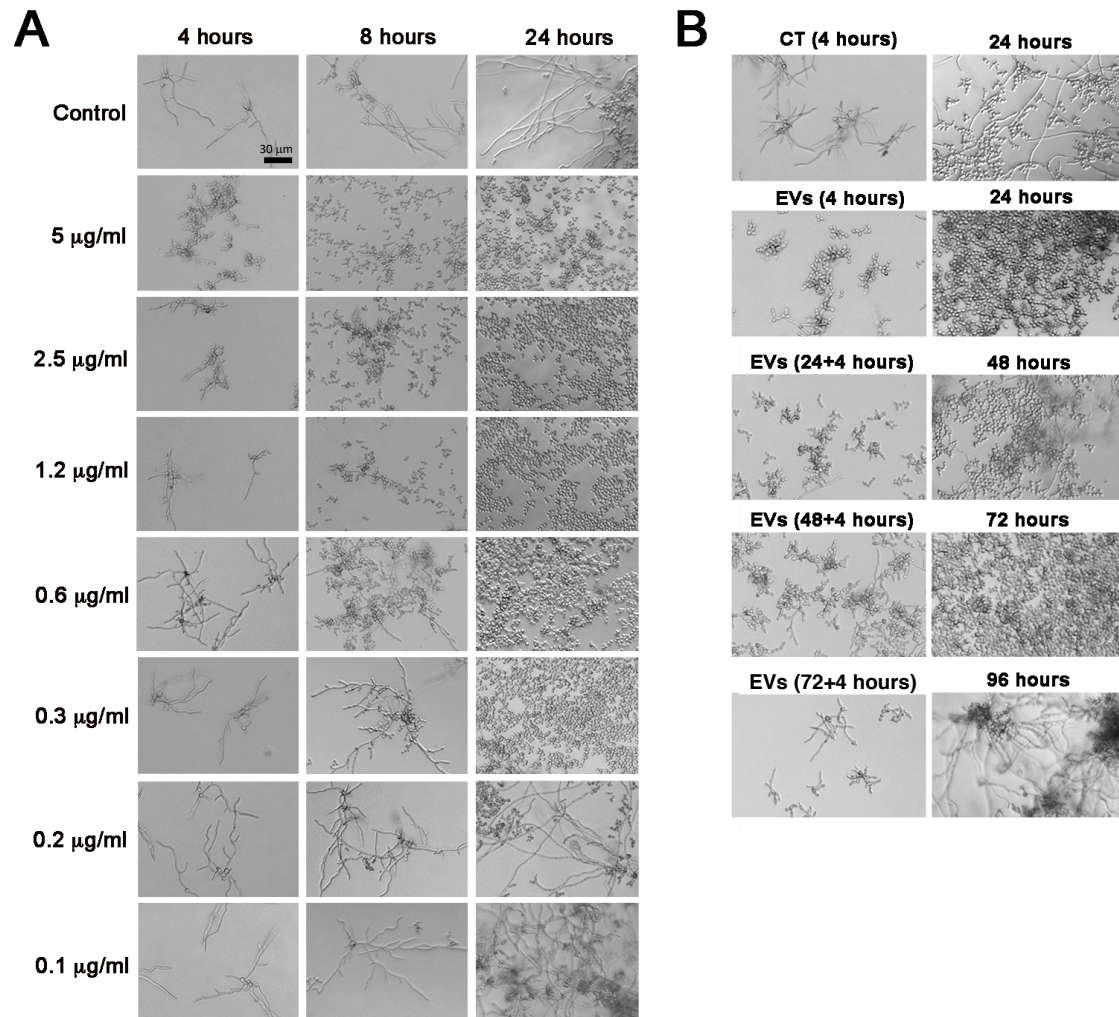 A
4 hours 8 hours 24 hours
Control
30 μm
5 μg/ml
2.5 μg/ml
1.2 μg/ml
0.6 μg/ml
0.3 μg/ml
0.2 μg/ml
0.1 μg/ml
B
CT (4 hours) 24 hours
EVs (4 hours) 24 hours
EVs (24+4 hours) 48 hours
EVs (48+4 hours) 72 hours
EVs (72+4 hours) 96 hours